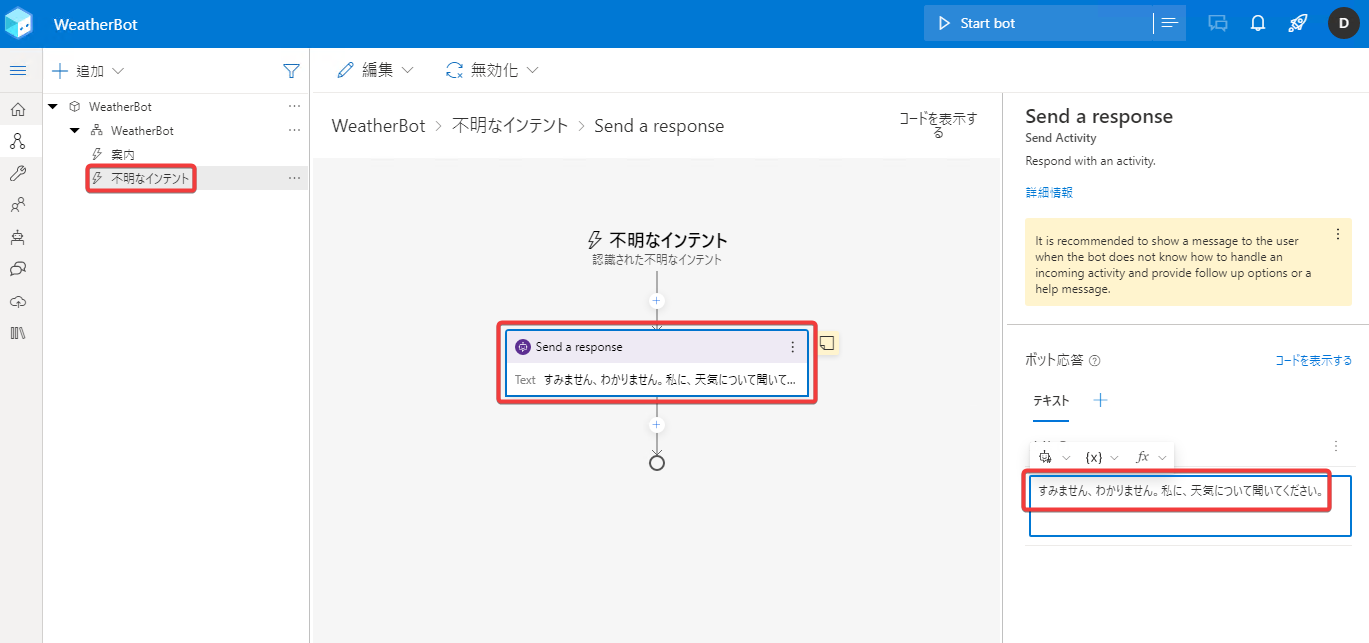 WeatherBot
Start bot
D
追加
編集
無効化
WeatherBot
WeatherBot
案内
不明なインテント
WeatherBot > 不明なインテント > Send a response
コードを表示す
る
不明なインテント
認識された不明なインテント
Send a response
Text すみません、わかりません。私に、天気について聞いて...
Send a response
Send Activity
Respond with an activity.
詳細情報
It is recommended to show a message to the user
when the bot does not know how to handle an
incoming activity and provide follow up options or a
help message.
ボット応答
コードを表示する
テキスト
{x}
fx
すみません、わかりません。私に、天気について聞いてください。